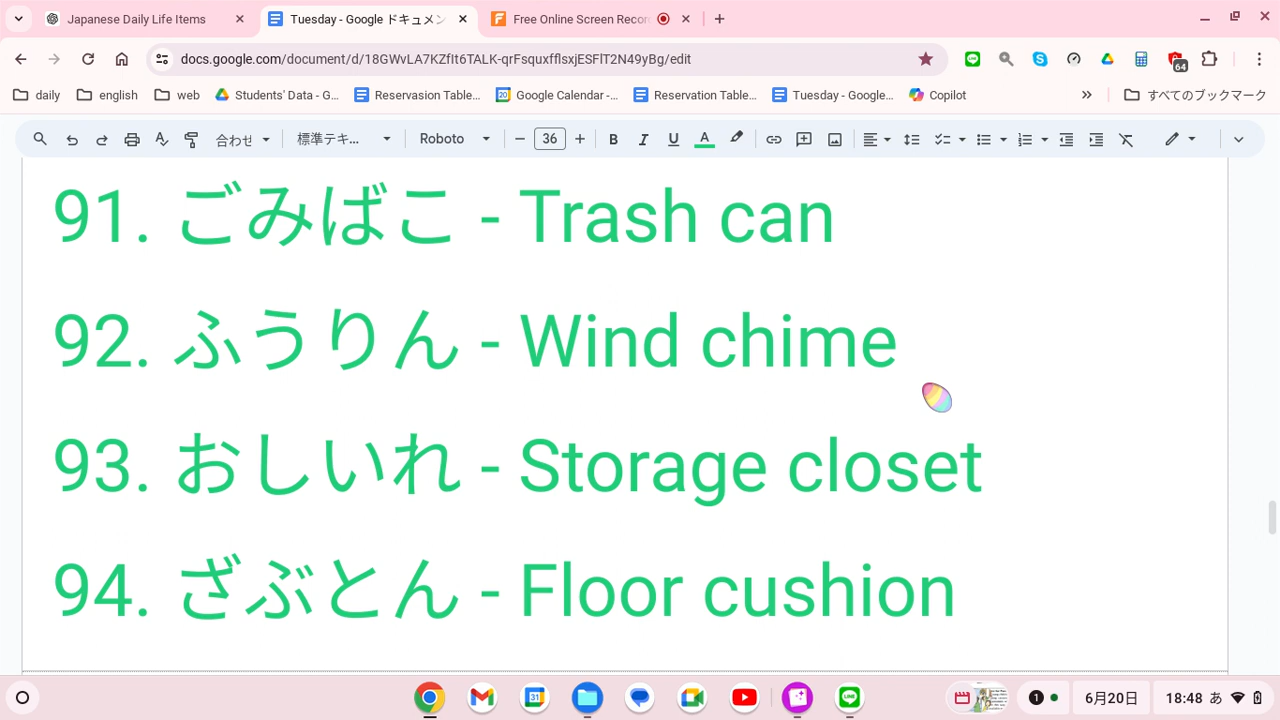 Japanese Daily Life Items
Tuesday - Google ドキュメン
Free Online Screen Recor
docs.google.com/document/d/18GWvLA7KZfIt6TALK-qrFsquxfflsxjESFlT2N49yBg/edit
64
daily
english
web
Students' Data - G...
Reservasion Table...
Google Calendar -...
Reservation Table...
Tuesday - Google...
Copilot
すべてのブックマーク
合わせ
標準テキ...
Roboto
36
91. ごみばこ - Trash can
92. ふうりん - Wind chime
93. おしいれ - Storage closet
94. ざぶとん - Floor cushion
1
6月20日
18:48 あ